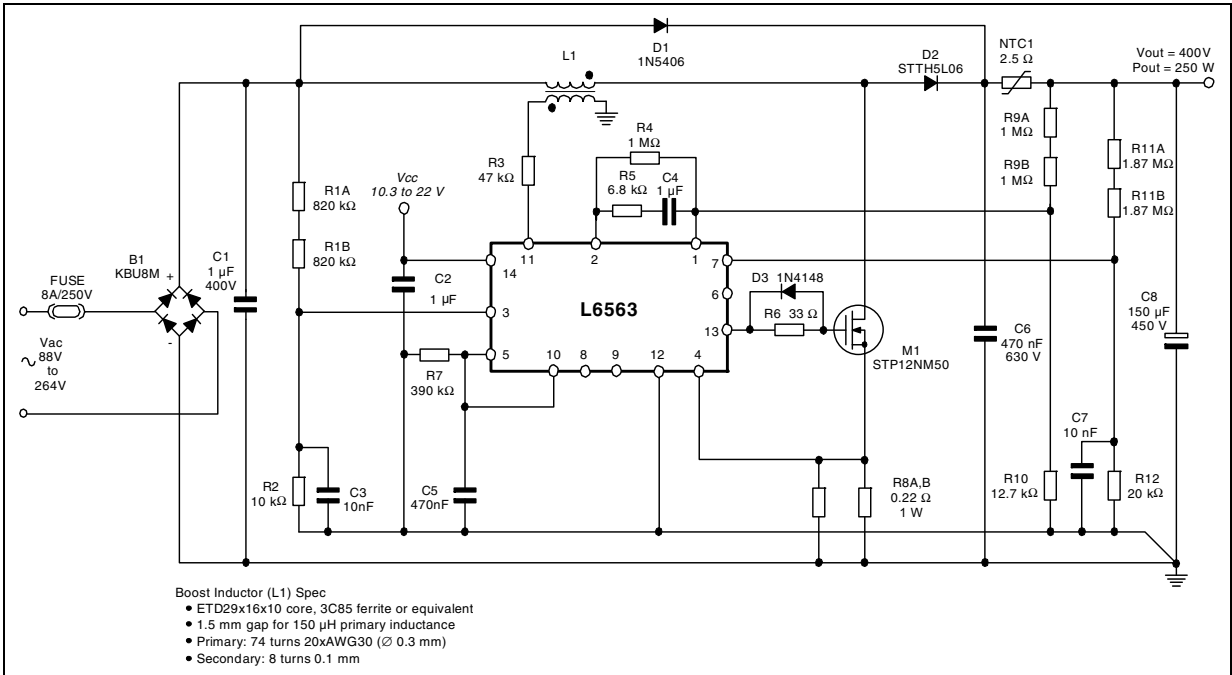 D1
1N5406
L1
D2
STTH5L06
NTC1
2.5 Ω
Vout = 400V
Pout = 250 W
R4
1 MΩ
R5
6.8 kΩ
C4
1 µF
R3
47 kΩ
R9A
1 MΩ
R9B
1 MΩ
R11A
1.87 MΩ
R11B
1.87 MΩ
Vcc
10.3 to 22 V
R1A
820 kΩ
R1B
820 kΩ
FUSE
8A/250V
B1
KBU8M
+
-
C1
1 µF
400V
Vac
88V
to
264V
C2
1 µF
11
2
1
14
3
5
7
6
13
L6563
10
8
9
12
4
D3 1N4148
R6 33 Ω
M1
STP12NM50
C6
470 nF
630 V
C8
150 µF
450 V
R7
390 kΩ
R2
10 kΩ
C3
10nF
C5
470nF
R8A,B
0.22 Ω
1 W
R10
12.7 kΩ
C7
10 nF
R12
20 kΩ
Boost Inductor (L1) Spec
• ETD29x16x10 core, 3C85 ferrite or equivalent
• 1.5 mm gap for 150 µH primary inductance
• Primary: 74 turns 20xAWG30 (Ø 0.3 mm)
• Secondary: 8 turns 0.1 mm